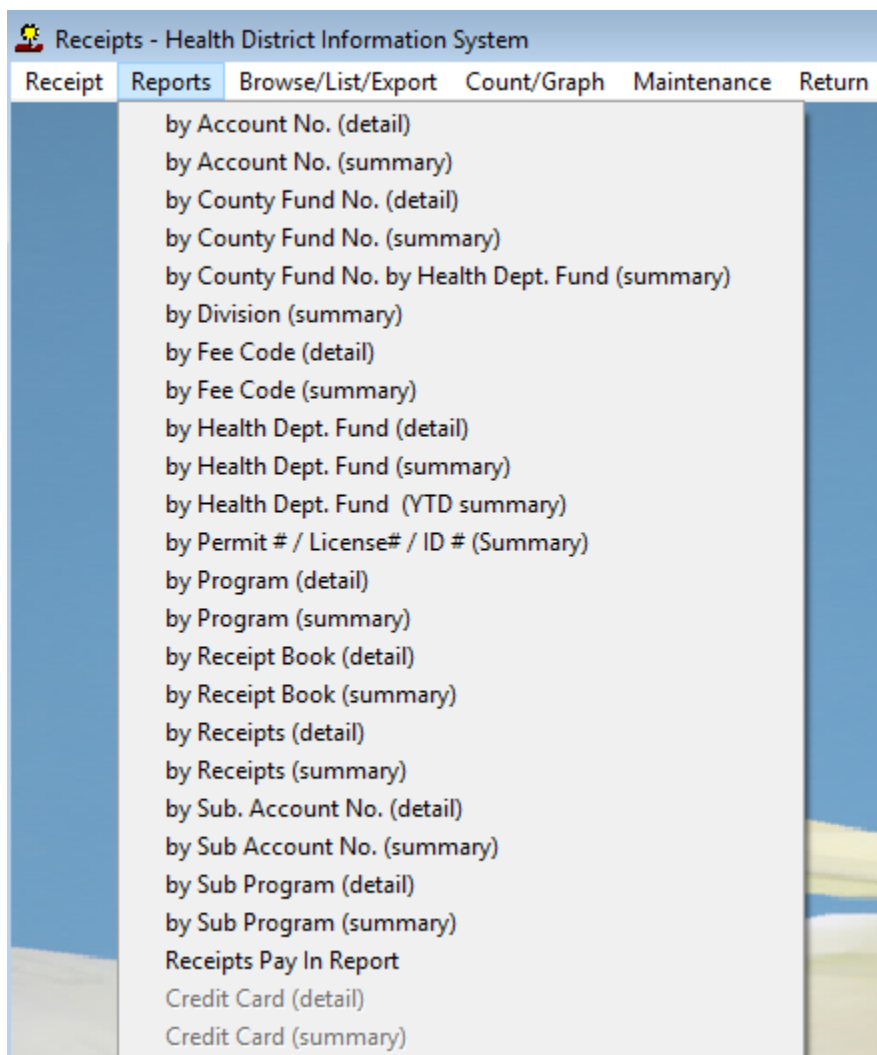 Receipts - Health District Information System
Receipt Reports Browse/List/Export Count/Graph Maintenance Return
by Account No. (detail)
by Account No. (summary)
by County Fund No. (detail)
by County Fund No. (summary)
by County Fund No. by Health Dept. Fund (summary)
by Division (summary)
by Fee Code (detail)
by Fee Code (summary)
by Health Dept. Fund (detail)
by Health Dept. Fund (summary)
by Health Dept. Fund  (YTD summary)
by Permit # / License# / ID # (Summary)
by Program (detail)
by Program (summary)
by Receipt Book (detail)
by Receipt Book (summary)
by Receipts (detail)
by Receipts (summary)
by Sub. Account No. (detail)
by Sub Account No. (summary)
by Sub Program (detail)
by Sub Program (summary)
Receipts Pay In Report
Credit Card (detail)
Credit Card (summary)